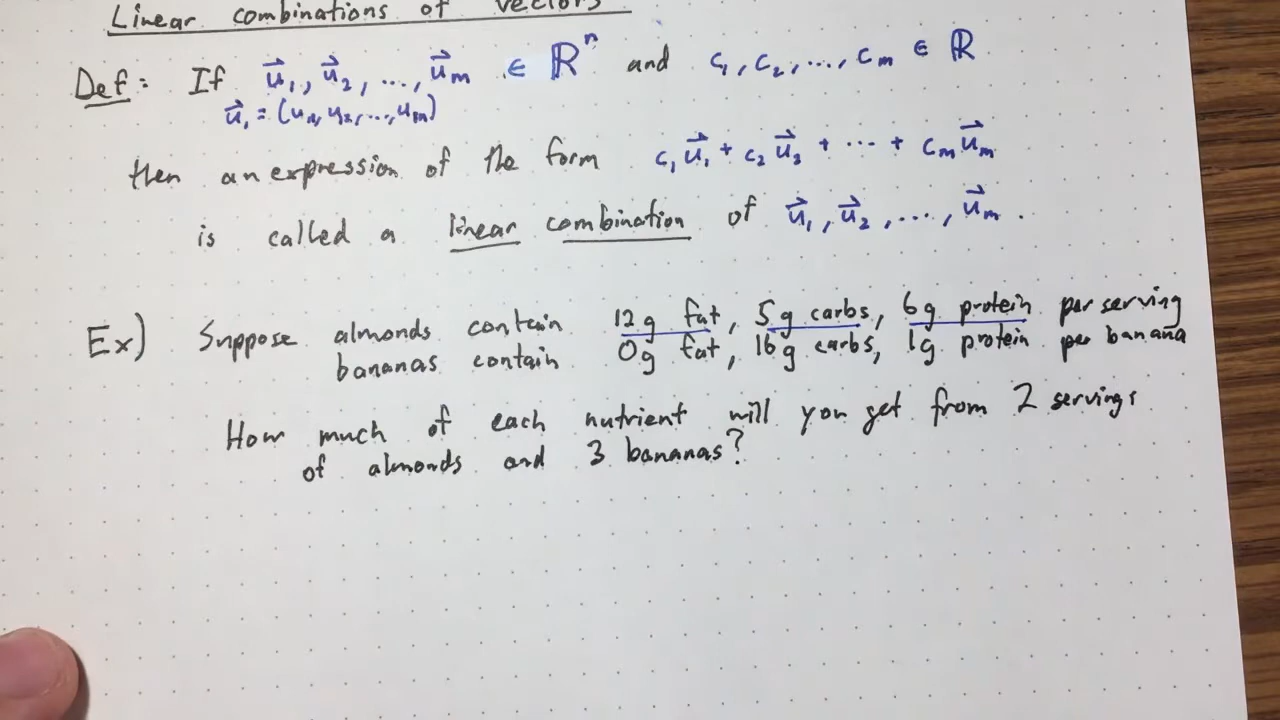 Linear combinations of vectors
Def: If u⃗₁, u⃗₂, ..., u⃗ₘ ∈ ℝⁿ and c₁, c₂, ..., cₘ ∈ ℝ
u⃗₁ = (
then an expression of the form c₁u⃗₁ + c₂u⃗₂ + ⋯ + cₘu⃗ₘ
is called a linear combination of u⃗₁, u⃗₂, ..., u⃗ₘ.
Ex) Suppose almonds contain 12g fat, 5g carbs, 6g protein per serving
bananas contain 0g fat, 16g carbs, 1g protein per banana
How much of each nutrient will you get from 2 servings
of almonds and 3 bananas?